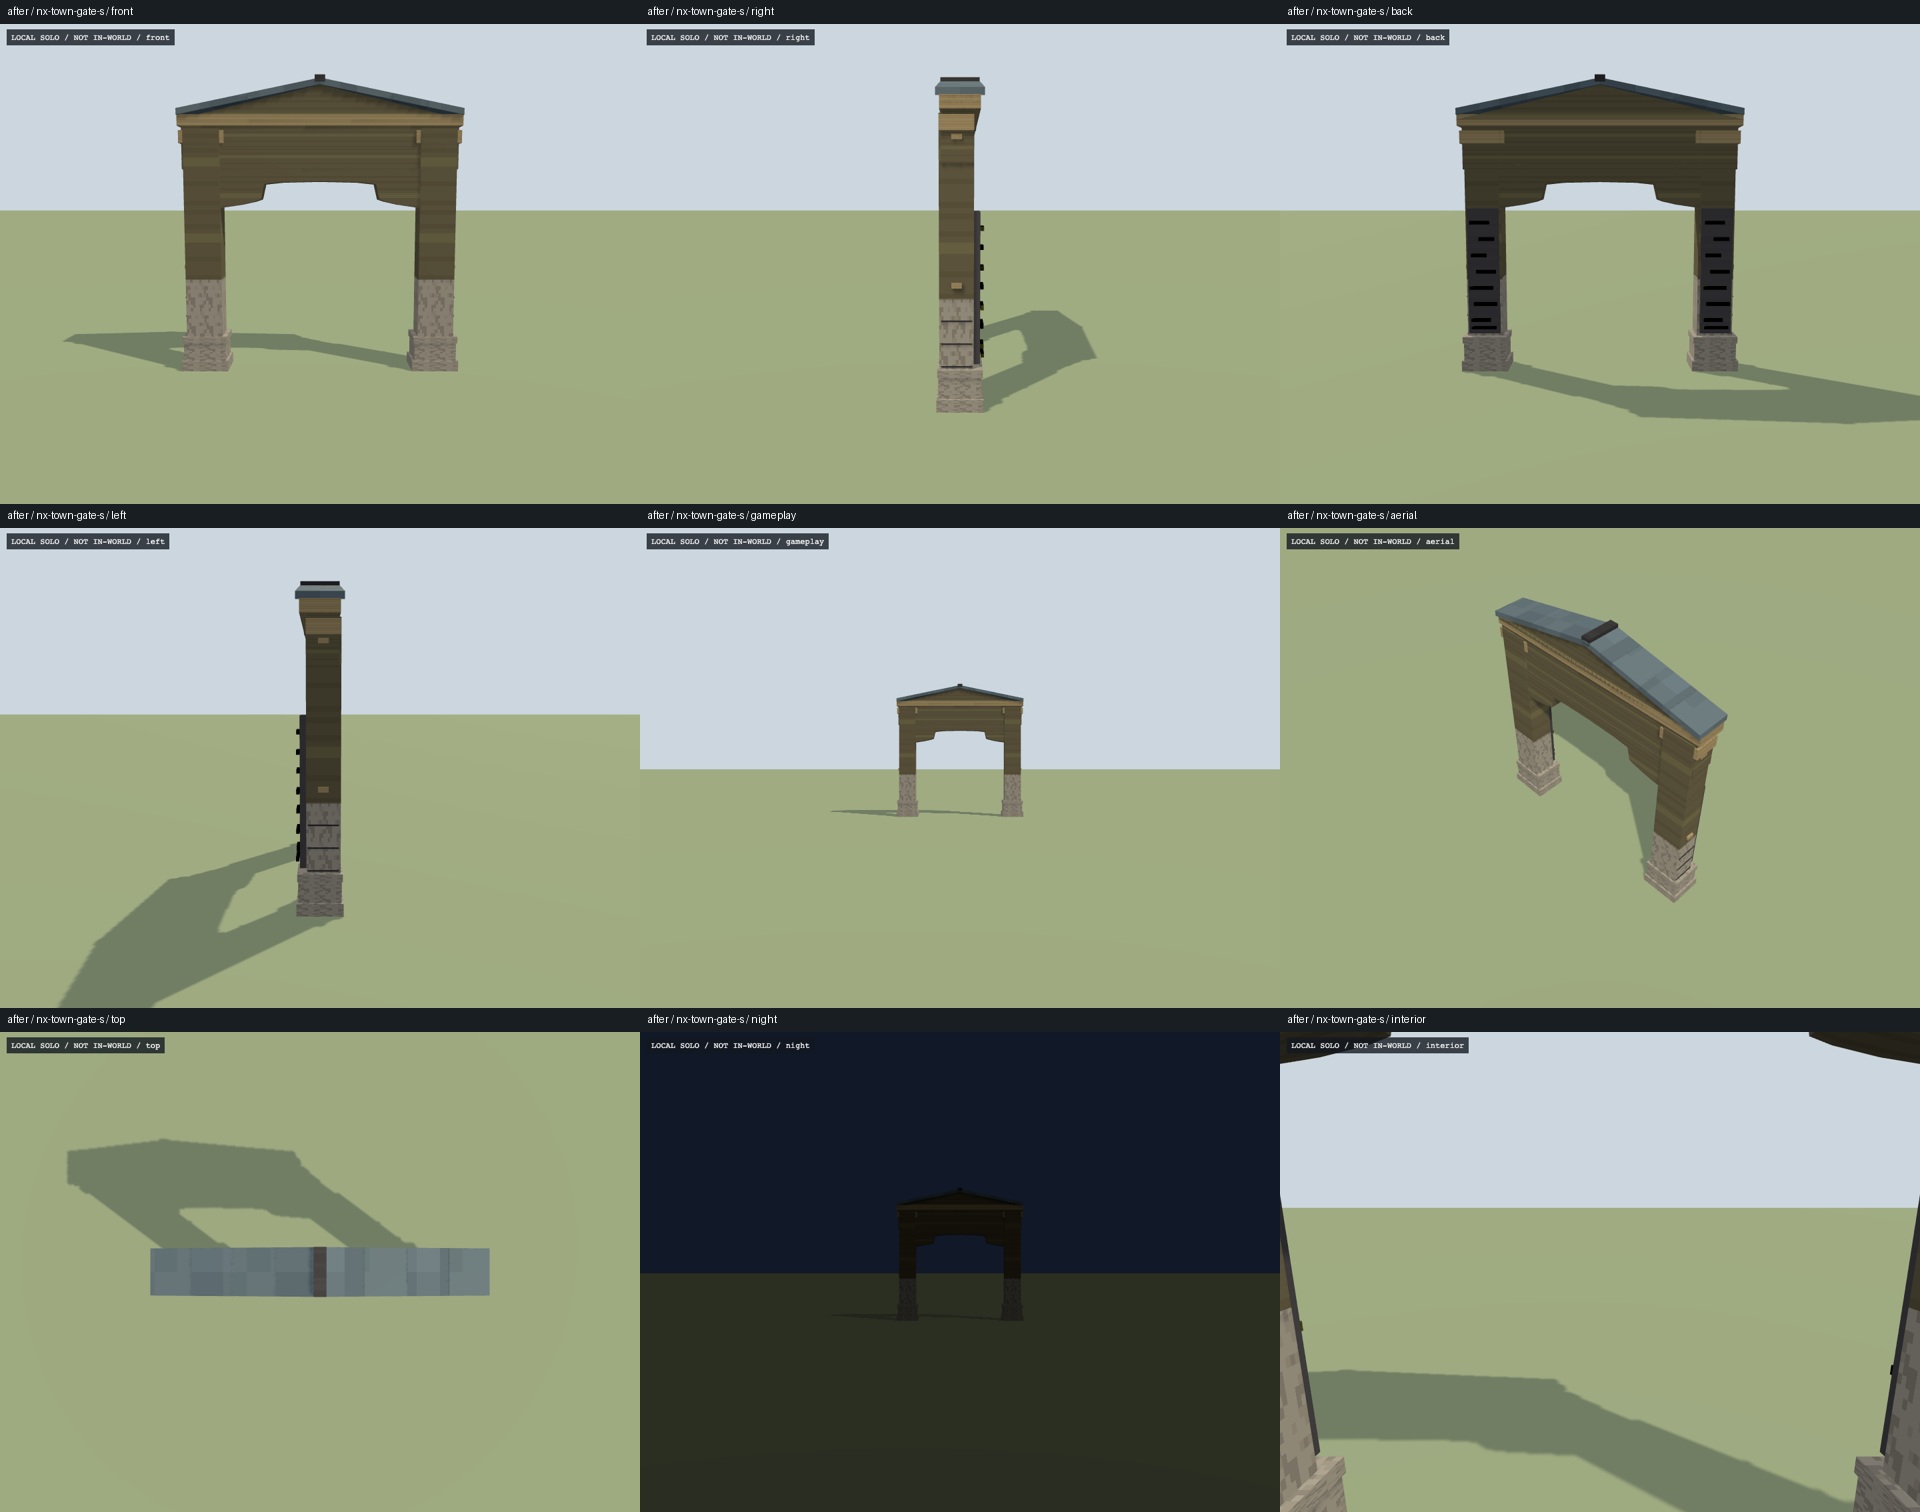 after / nx-town-gate-s / front
after / nx-town-gate-s / right
after / nx-town-gate-s / back
LOCAL SOLO / NOT IN-WORLD / front
LOCAL SOLO / NOT IN-WORLD / right
LOCAL SOLO / NOT IN-WORLD / back
after / nx-town-gate-s / left
after / nx-town-gate-s / gameplay
after / nx-town-gate-s / aerial
LOCAL SOLO / NOT IN-WORLD / left
LOCAL SOLO / NOT IN-WORLD / gameplay
LOCAL SOLO / NOT IN-WORLD / aerial
after / nx-town-gate-s / top
after / nx-town-gate-s / night
after / nx-town-gate-s / interior
LOCAL SOLO / NOT IN-WORLD / top
LOCAL SOLO / NOT IN-WORLD / night
LOCAL SOLO / NOT IN-WORLD / interior